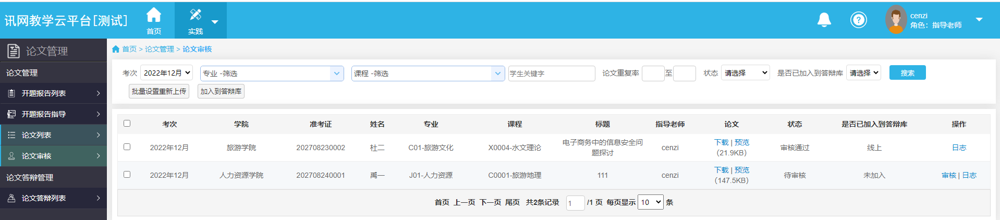 讯网教学云平台[测试]
首页
实践
cenzi
角色：指导老师
论文管理
论文管理
开题报告列表
开题报告指导
论文列表
论文审核
论文答辩管理
论文答辩列表
首页 > 论文管理 > 论文审核
考次 2022年12月 专业 -筛选 课程 -筛选 学生关键字 论文重复率 至 状态 请选择 是否已加入到答辩库 请选择 搜索
批量设置重新上传 加入到答辩库
考次 学院 准考证 姓名 专业 课程 标题 指导老师 论文 状态 是否已加入到答辩库 操作
2022年12月 旅游学院 202708230002 杜二 C01-旅游文化 X0004-水文理论 电子商务中的信息安全问 cenzi 下载 | 预览 审核通过 线上 日志
题探讨 （21.9KB）
2022年12月 人力资源学院 202708240001 禹一 J01-人力资源 C0001-旅游地理 111 cenzi 下载 | 预览 待审核 未加入 审核 | 日志
（147.5KB）
首页 上一页 下一页 尾页 共2条记录 1 /1 页 每页显示 10 条